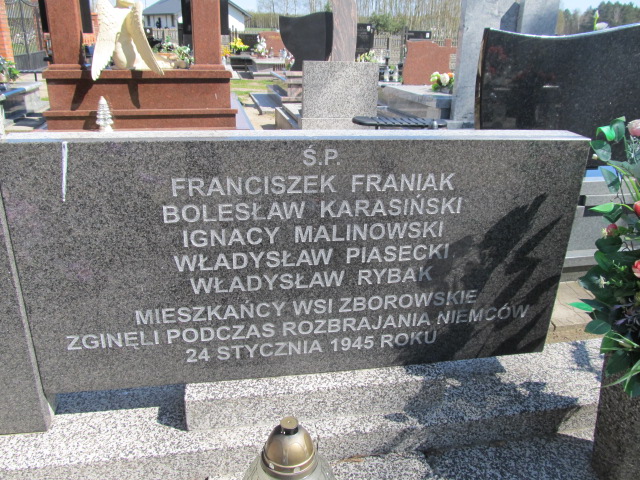 Ś.P.
FRANCISZEK FRANIAK
BOLESŁAW KARASIŃSKI
IGNACY MALINOWSKI
WŁADYSŁAW PIASECKI
WŁADYSŁAW RYBAK
MIESZKAŃCY WSI ZBOROWSKIE
ZGINĘLI PODCZAS ROZBRAJANIA NIEMCÓW
24 STYCZNIA 1945 ROKU